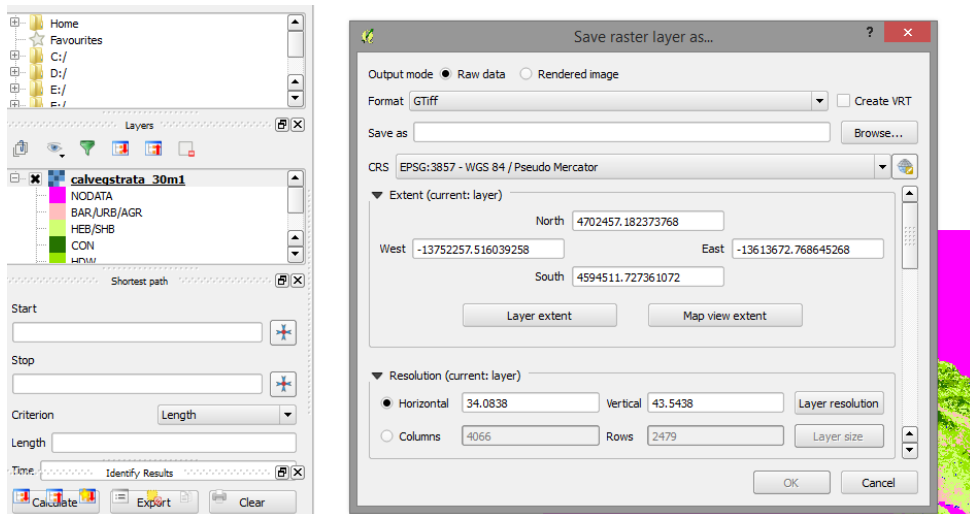 Home
Favourites
C:/
D:/
E:/
F:/
Layers
calvegstrata_30m1
NODATA
BAR/URB/AGR
HEB/SHB
CON
HDW
Shortest path
Start
Stop
Criterion Length
Length
Time
Identify Results
Calculate Export Clear
Save raster layer as... ?
Output mode Raw data Rendered image
Format GTiff Create VRT
Save as Browse...
CRS EPSG:3857 - WGS 84 / Pseudo Mercator
Extent (current: layer)
North 4702457.182373768
West -13752257.516039258 East -13613672.768645268
South 4594511.727361072
Layer extent Map view extent
Resolution (current: layer)
Horizontal 34.0838 Vertical 43.5438 Layer resolution
Columns 4066 Rows 2479 Layer size
OK Cancel